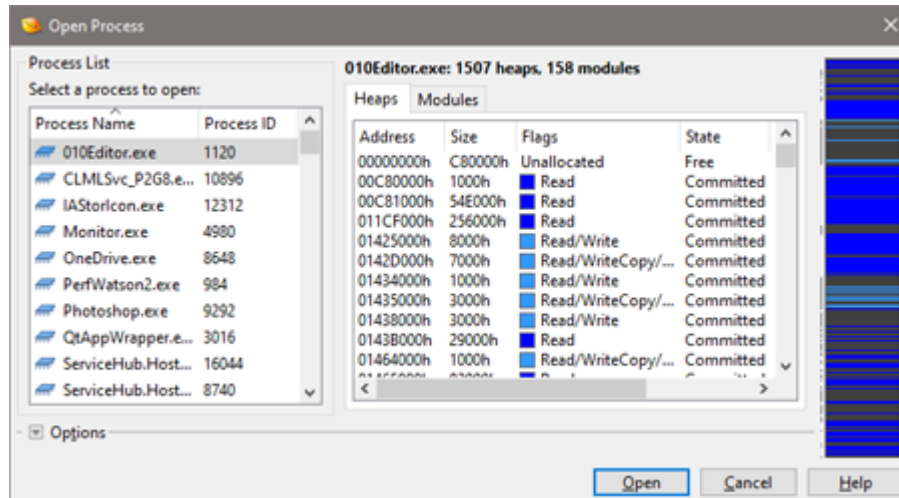 Open Process
Process List
Select a process to open:
Process Name Process ID
010Editor.exe 1120
CLMLSvc_P2G8.e... 10896
IAStorIcon.exe 12312
Monitor.exe 4980
OneDrive.exe 8648
PerfWatson2.exe 984
Photoshop.exe 9292
QtAppWrapper.e... 3016
ServiceHub.Host... 16044
ServiceHub.Host... 8740
010Editor.exe: 1507 heaps, 158 modules
Heaps Modules
Address Size Flags State
00000000h C80000h Unallocated Free
00C80000h 1000h Read Committed
00C81000h 54E000h Read Committed
011CF000h 256000h Read Committed
01425000h 8000h Read/Write Committed
0142D000h 7000h Read/WriteCopy/... Committed
01434000h 1000h Read/Write Committed
01435000h 3000h Read/WriteCopy/... Committed
01438000h 3000h Read/Write Committed
0143B000h 29000h Read Committed
01464000h 1000h Read/WriteCopy/... Committed
Options
Open Cancel Help